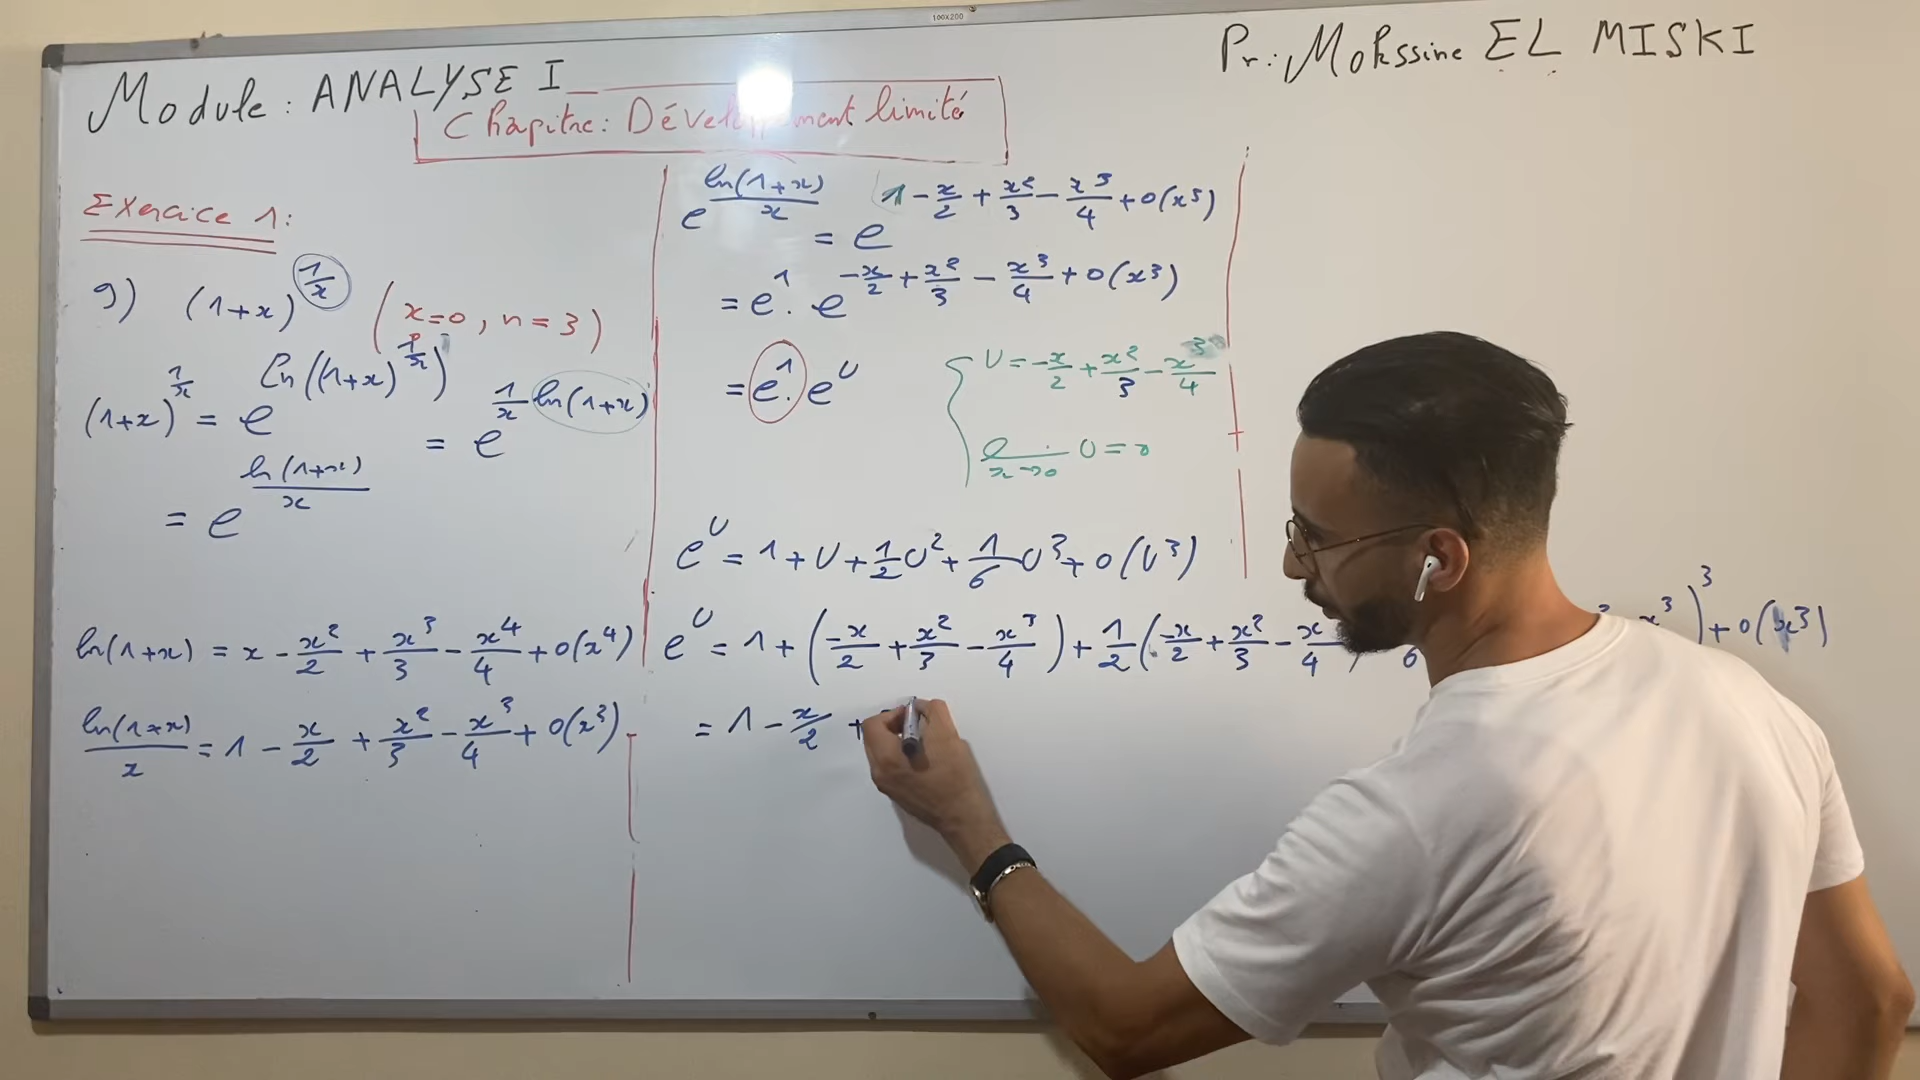 100x200
Module: ANALYSE I
Pr: Mohssine EL MISKI
Chapitre: Développement limité
Exercice 1:
9) (1+x)^(1/x) (x=0, n=3)
(1+x)^(1/x) = e^(ln((1+x)^(1/x))) = e^(1/x ln(1+x))
= e^(ln(1+x)/x)
ln(1+x) = x - x²/2 + x³/3 - x⁴/4 + o(x⁴)
ln(1+x)/x = 1 - x/2 + x²/3 - x³/4 + o(x³)
e^(ln(1+x)/x) = e^(1 - x/2 + x²/3 - x³/4 + o(x³))
= e^1 . e^(-x/2 + x²/3 - x³/4 + o(x³))
= e^1 . e^U
U = -x/2 + x²/3 - x³/4
x→0 U = 0
e^U = 1 + U + 1/2 U² + 1/6 U³ + o(U³)
e^U = 1 + (-x/2 + x²/3 - x³/4) + 1/2 (-x/2 + x²/3 - x/4) 6 x³)³ + o(x³)
= 1 - x/2 +